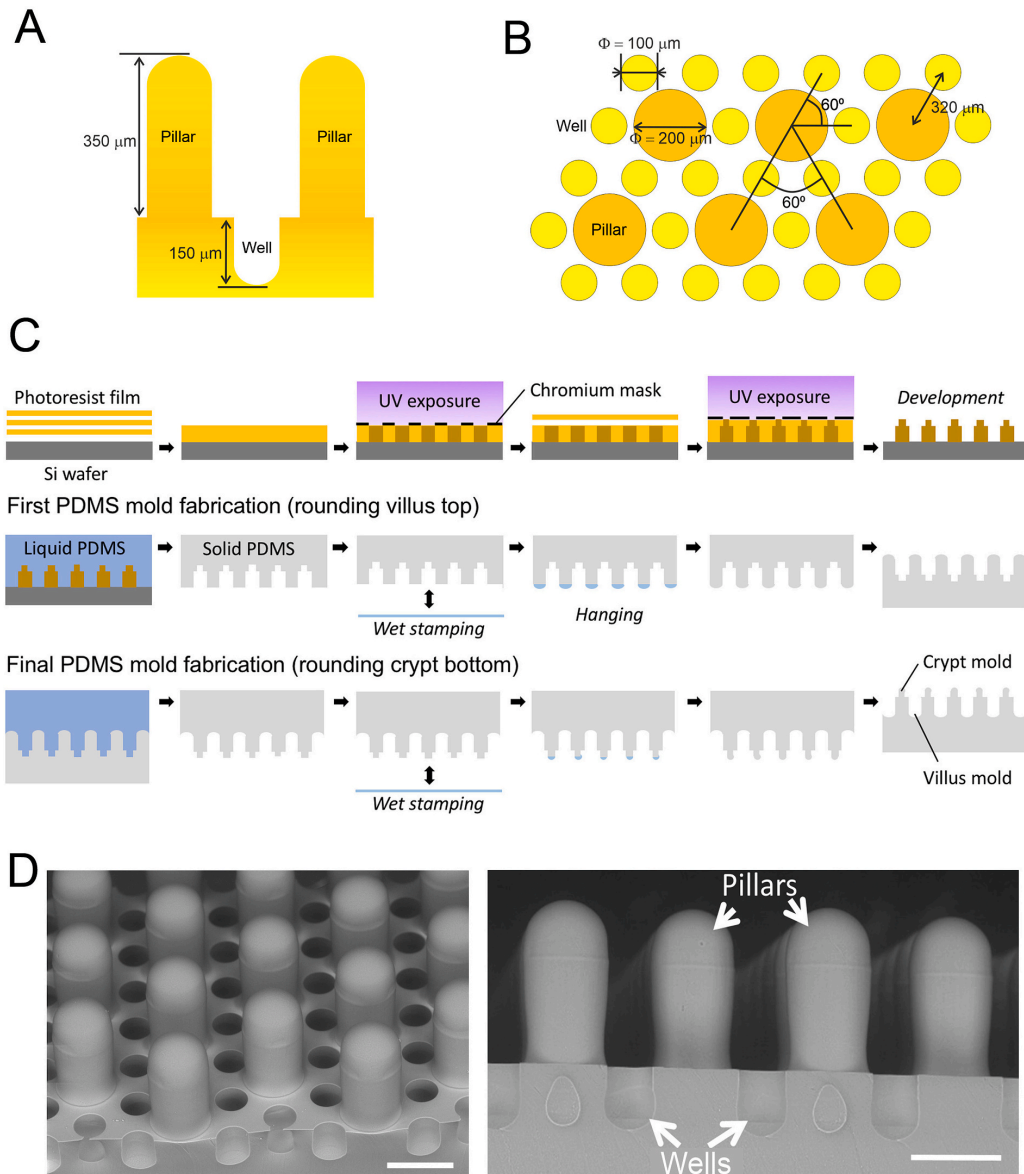 A
Pillar
Pillar
350 μm
150 μm
Well
B
Φ = 100 μm
60º
320 μm
Well
Φ = 200 μm
60º
Pillar
C
Photoresist film
Si wafer
UV exposure
Chromium mask
UV exposure
Development
First PDMS mold fabrication (rounding villus top)
Liquid PDMS
Solid PDMS
Wet stamping
Hanging
Final PDMS mold fabrication (rounding crypt bottom)
Wet stamping
Crypt mold
Villus mold
D
Pillars
Wells